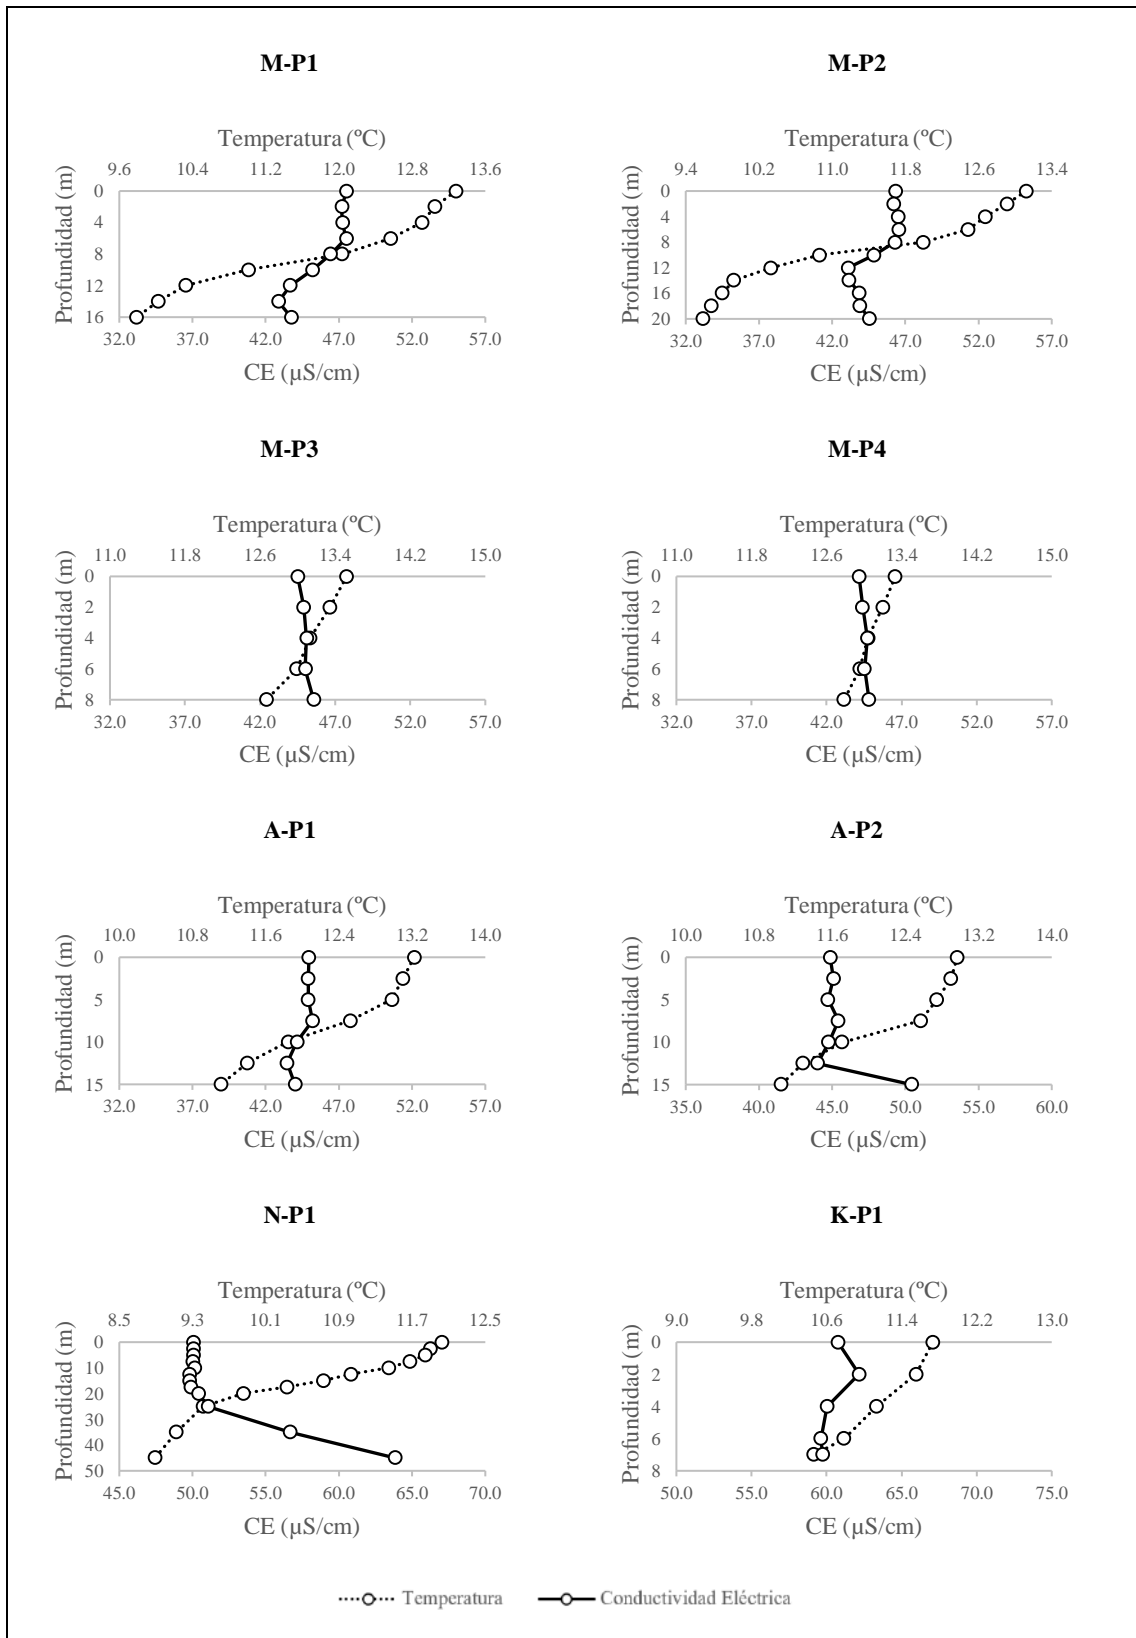 M-P1
Temperatura (ºC)
9.6 10.4 11.2 12.0 12.8 13.6
Profundidad (m)
0
2
4
6
8
10
12
14
16
32.0 37.0 42.0 47.0 52.0 57.0
CE (µS/cm)
M-P2
Temperatura (ºC)
9.4 10.2 11.0 11.8 12.6 13.4
Profundidad (m)
0
4
8
12
16
20
32.0 37.0 42.0 47.0 52.0 57.0
CE (µS/cm)
M-P3
Temperatura (ºC)
11.0 11.8 12.6 13.4 14.2 15.0
Profundidad (m)
0
2
4
6
8
32.0 37.0 42.0 47.0 52.0 57.0
CE (µS/cm)
M-P4
Temperatura (ºC)
11.0 11.8 12.6 13.4 14.2 15.0
Profundidad (m)
0
2
4
6
8
32.0 37.0 42.0 47.0 52.0 57.0
CE (µS/cm)
A-P1
Temperatura (ºC)
10.0 10.8 11.6 12.4 13.2 14.0
Profundidad (m)
0
5
10
15
32.0 37.0 42.0 47.0 52.0 57.0
CE (µS/cm)
A-P2
Temperatura (ºC)
10.0 10.8 11.6 12.4 13.2 14.0
Profundidad (m)
0
5
10
15
35.0 40.0 45.0 50.0 55.0 60.0
CE (µS/cm)
N-P1
Temperatura (ºC)
8.5 9.3 10.1 10.9 11.7 12.5
Profundidad (m)
0
10
20
30
40
50
45.0 50.0 55.0 60.0 65.0 70.0
CE (µS/cm)
K-P1
Temperatura (ºC)
9.0 9.8 10.6 11.4 12.2 13.0
Profundidad (m)
0
2
4
6
8
50.0 55.0 60.0 65.0 70.0 75.0
CE (µS/cm)
Temperatura Conductividad Eléctrica